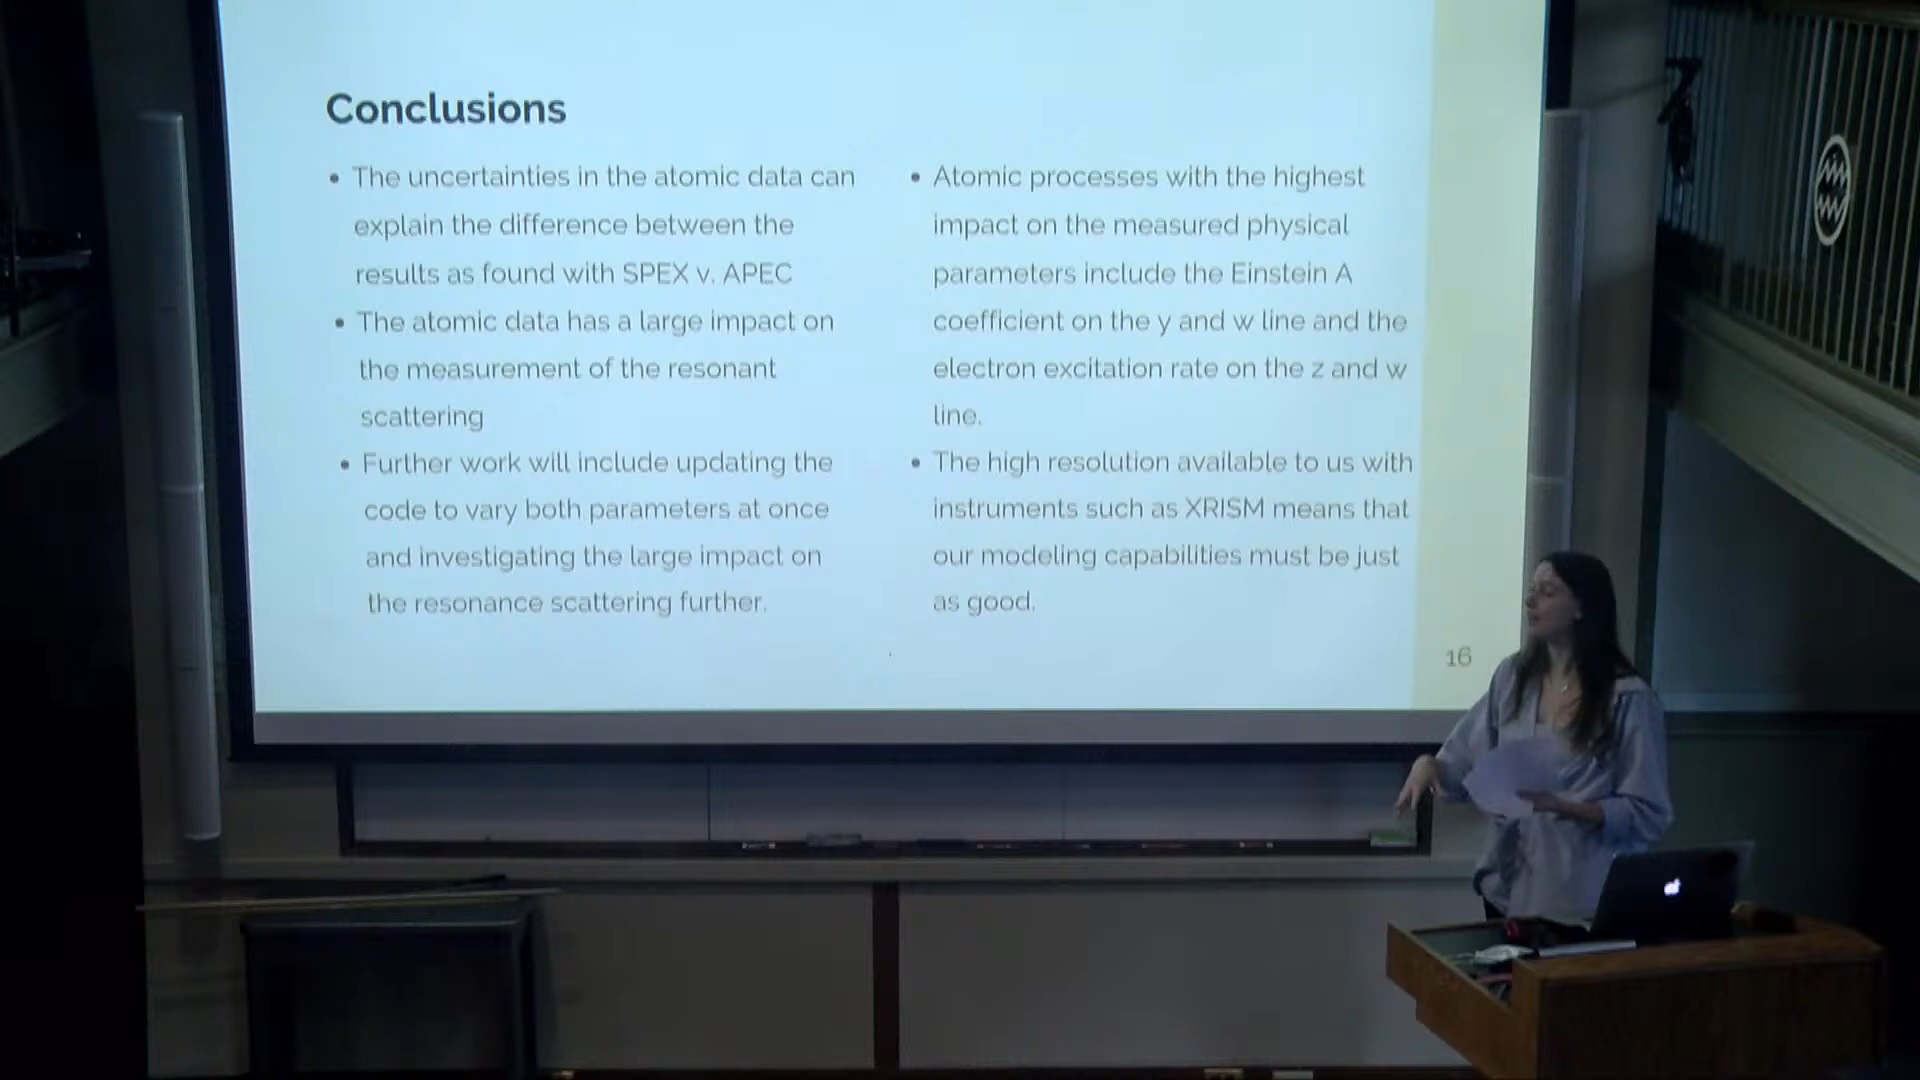 Conclusions
• The uncertainties in the atomic data can
explain the difference between the
results as found with SPEX v. APEC
• The atomic data has a large impact on
the measurement of the resonant
scattering
• Further work will include updating the
code to vary both parameters at once
and investigating the large impact on
the resonance scattering further.
• Atomic processes with the highest
impact on the measured physical
parameters include the Einstein A
coefficient on the y and w line and the
electron excitation rate on the z and w
line.
• The high resolution available to us with
instruments such as XRISM means that
our modeling capabilities must be just
as good.
16